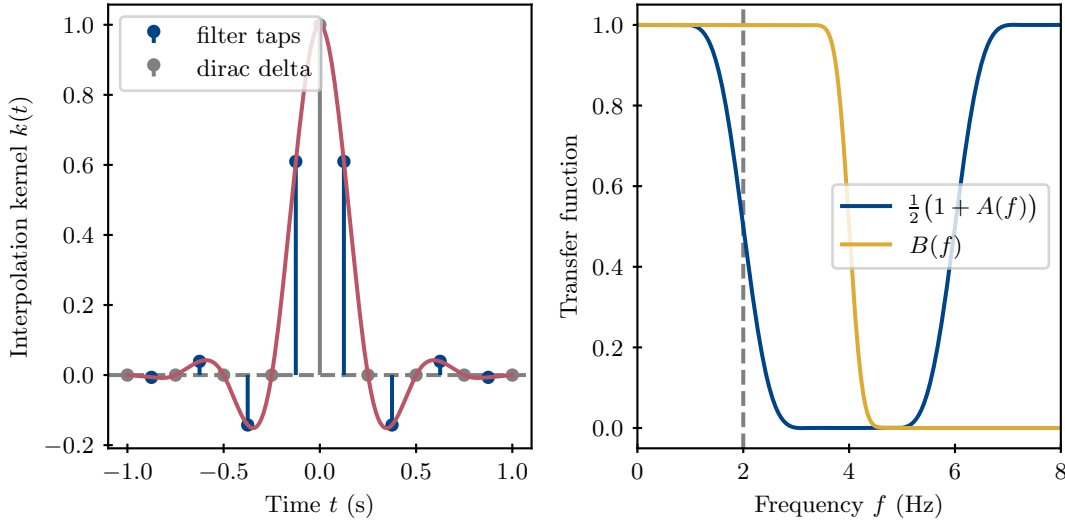 filter taps
dirac delta
1.0
0.8
0.6
0.4
0.2
0.0
−0.2
−1.0
−0.5
0.0
0.5
1.0
Time t (s)
Interpolation kernel k(t)
1.0
0.8
0.6
0.4
0.2
0.0
0
2
4
6
8
Frequency f (Hz)
Transfer function
½(1 + A(f))
B(f)